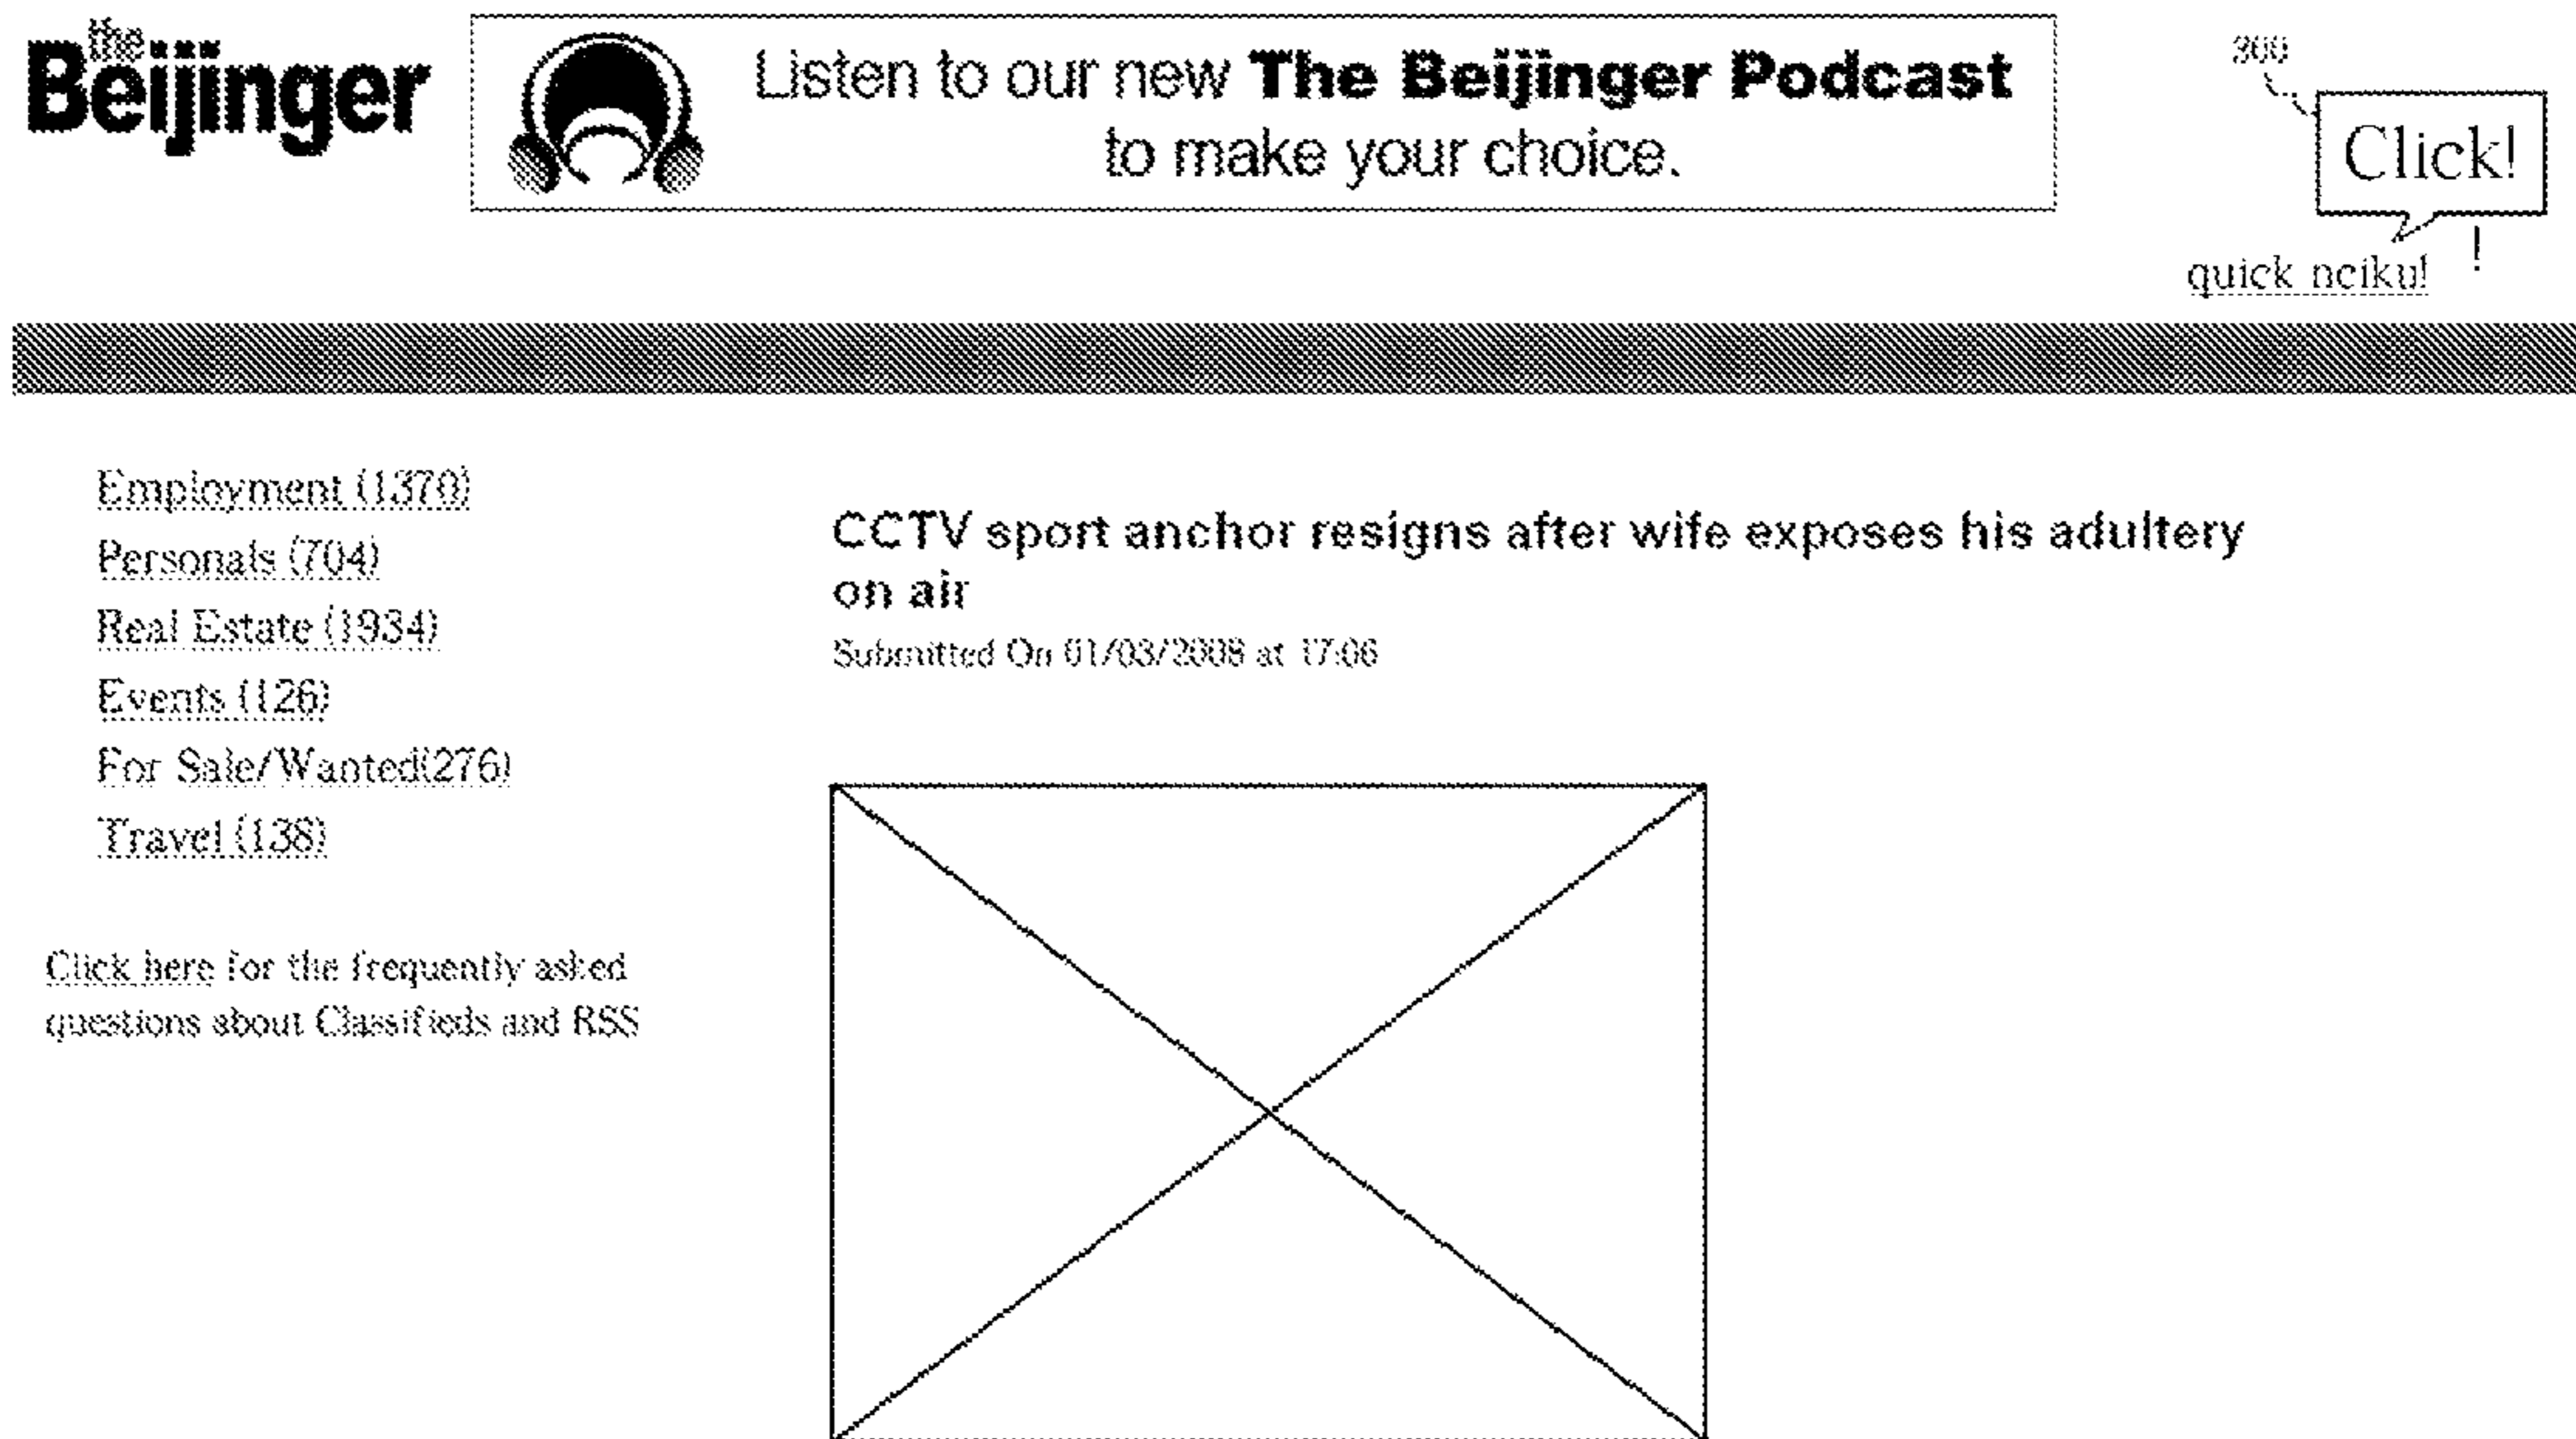 the
Beijinger
Listen to our new The Beijinger Podcast
to make your choice.
300
Click!
quick nciku!
Employment (1370)
Personals (704)
Real Estate (1934)
Events (126)
For Sale/Wanted(276)
Travel (138)
Click here for the frequently asked
questions about Classifieds and RSS
CCTV sport anchor resigns after wife exposes his adultery
on air
Submitted On 01/03/2008 at 17:06